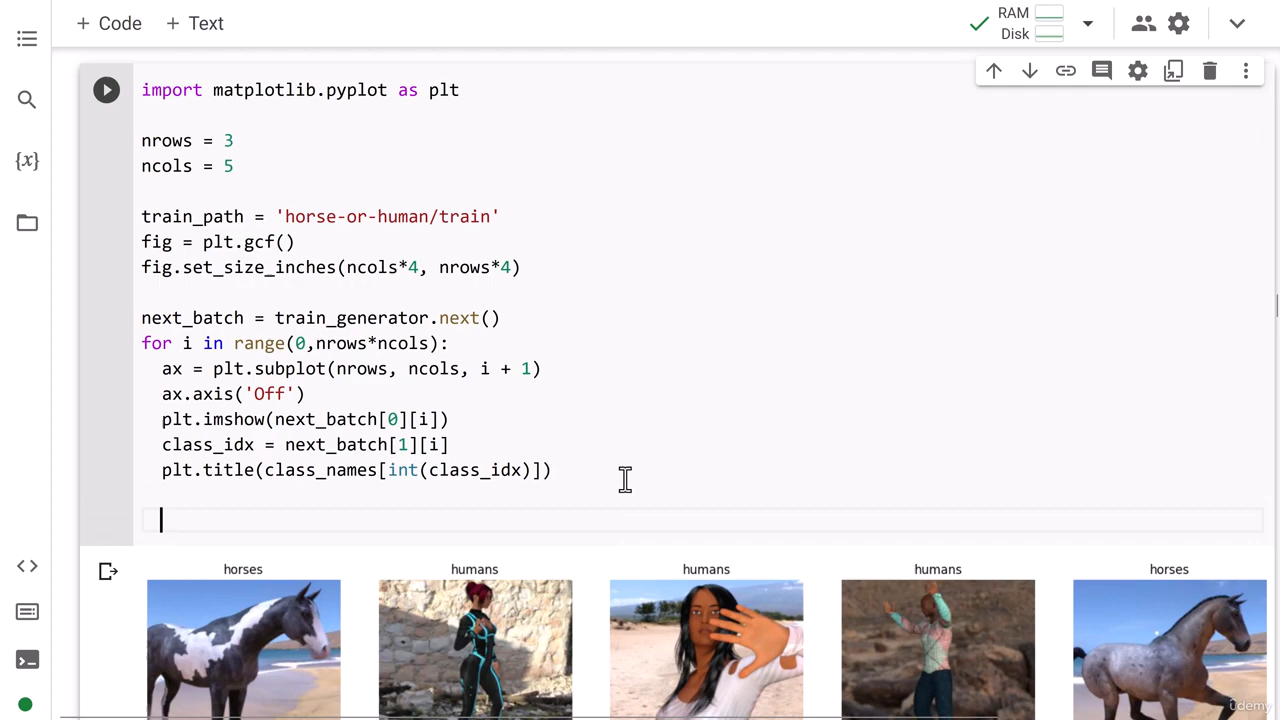 + Code + Text
RAM
Disk
import matplotlib.pyplot as plt
nrows = 3
ncols = 5
train_path = 'horse-or-human/train'
fig = plt.gcf()
fig.set_size_inches(ncols*4, nrows*4)
next_batch = train_generator.next()
for i in range(0,nrows*ncols):
ax = plt.subplot(nrows, ncols, i + 1)
ax.axis('Off')
plt.imshow(next_batch[0][i])
class_idx = next_batch[1][i]
plt.title(class_names[int(class_idx)])
horses humans humans humans horses
ûdemy